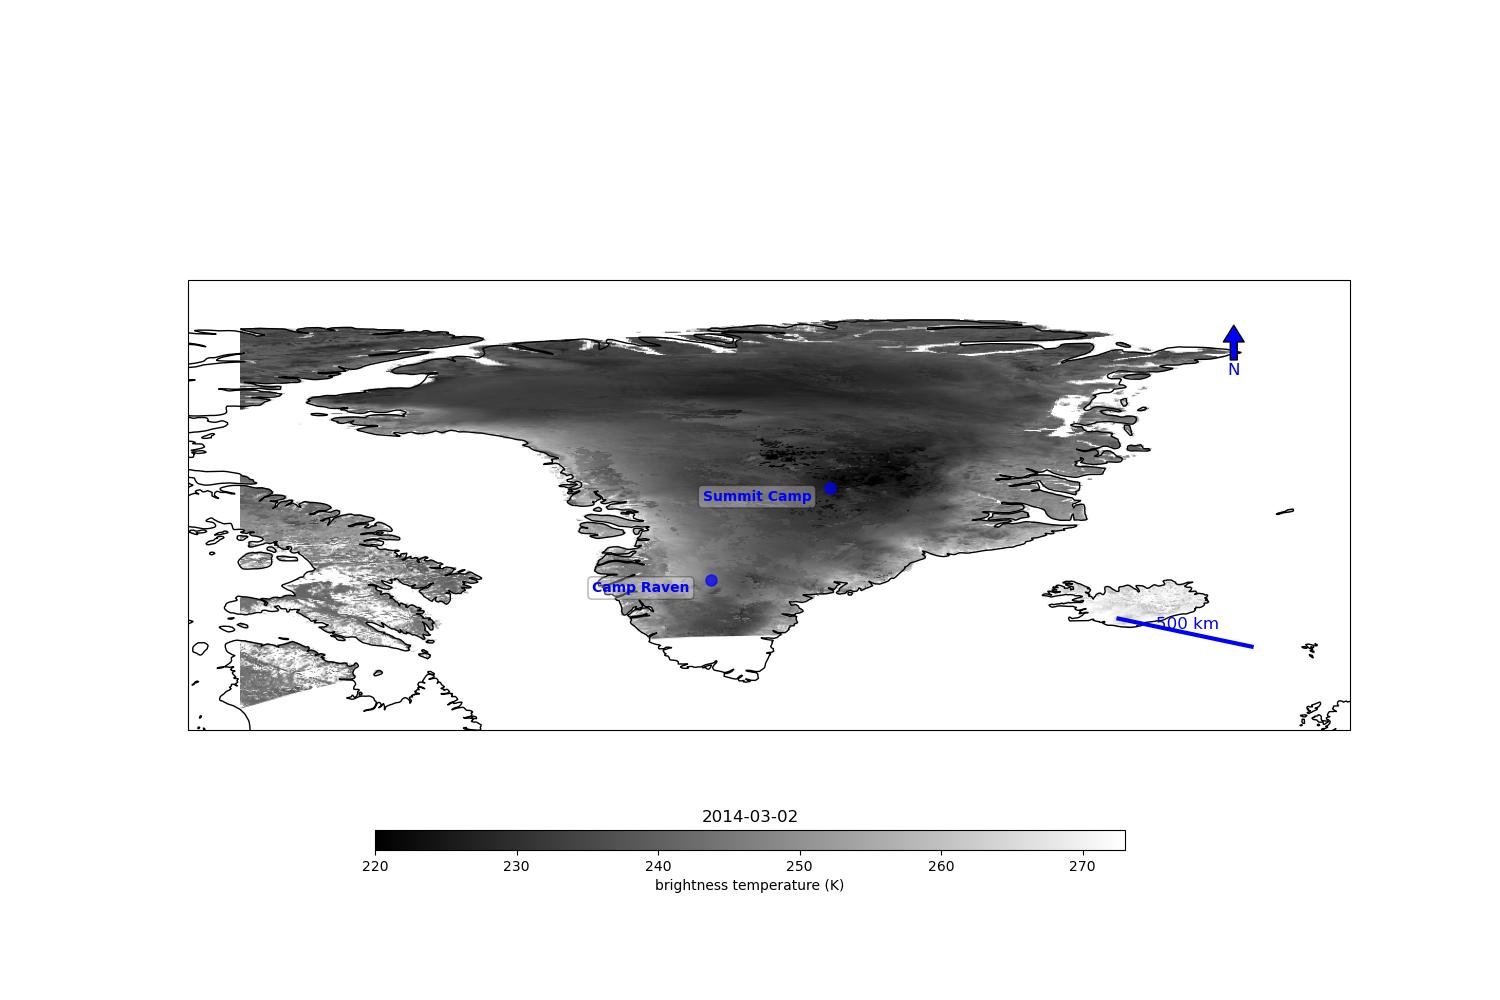 N
Summit Camp
Camp Raven
500 km
2014-03-02
220 230 240 250 260 270
brightness temperature (K)